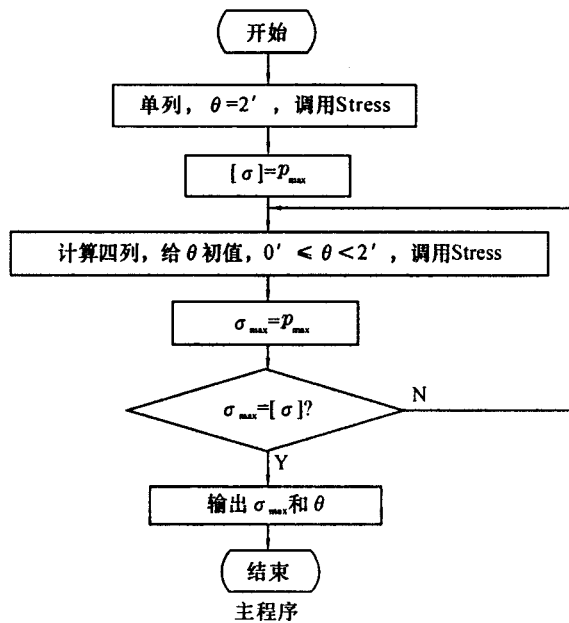 开始
单列，θ=2′，调用Stress
[σ]=p_max
计算四列，给θ初值，0′≤θ<2′，调用Stress
σ_max=p_max
σ_max=[σ]?
N
Y
输出σ_max和θ
结束
主程序